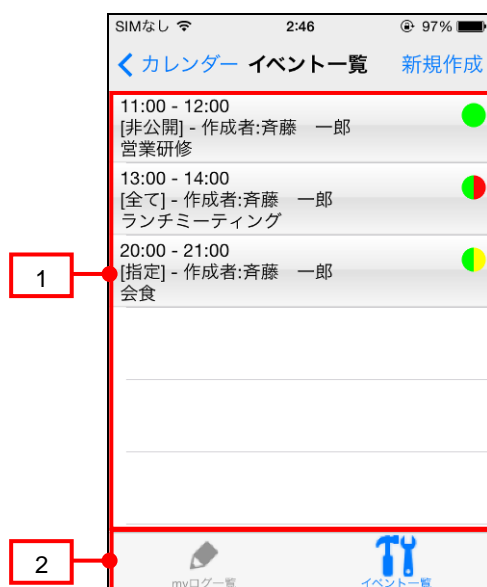 SIMなし 2:46 97%
カレンダー イベント一覧 新規作成
11:00 - 12:00
[非公開] - 作成者:斉藤　一郎
営業研修
13:00 - 14:00
[全て] - 作成者:斉藤　一郎
ランチミーティング
20:00 - 21:00
[指定] - 作成者:斉藤　一郎
会食
1
2
myログ一覧 イベント一覧